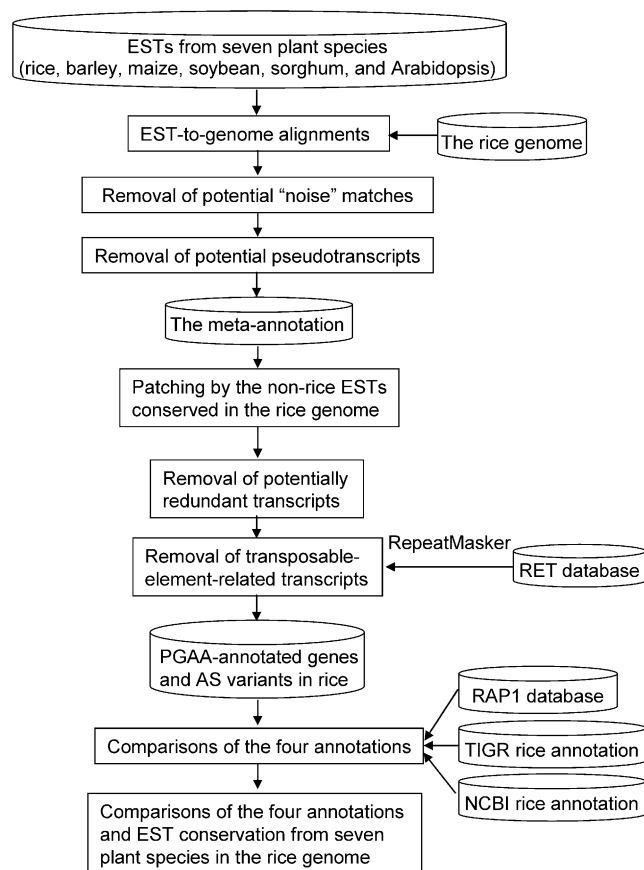 ESTs from seven plant species
(rice, barley, maize, soybean, sorghum, and Arabidopsis)
EST-to-genome alignments
The rice genome
Removal of potential “noise” matches
Removal of potential pseudotranscripts
The meta-annotation
Patching by the non-rice ESTs
conserved in the rice genome
Removal of potentially
redundant transcripts
RepeatMasker
Removal of transposable-
element-related transcripts
RET database
PGAA-annotated genes
and AS variants in rice
RAP1 database
Comparisons of the four annotations
TIGR rice annotation
NCBI rice annotation
Comparisons of the four annotations
and EST conservation from seven
plant species in the rice genome